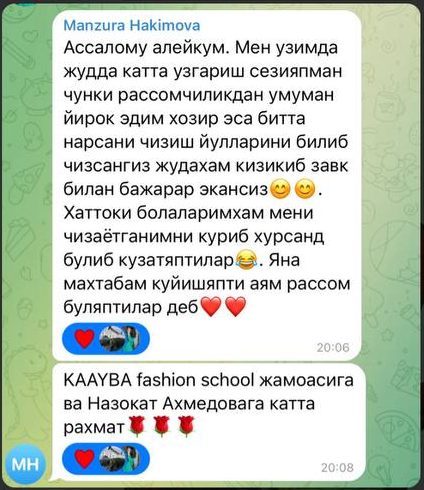 Manzura Hakimova
Ассалому алейкум. Мен узимда
жудда катта узгариш сезияпман
чунки рассомчиликдан умуман
йирок эдим хозир эса битта
нарсани чизиш йулларини билиб
чизсангиз жудахам кизикиб завк
билан бажарар экансиз😊😊.
Хаттоки болаларимхам мени
чизаётганимни куриб хурсанд
булиб кузатяптилар😂. Яна
махтабам куйишяпти аям рассом
буляптилар деб❤️❤️
20:06
KAAYBA fashion school жамоасига
ва Назокат Ахмедовага катта
рахмат🌹🌹🌹
MH
20:08